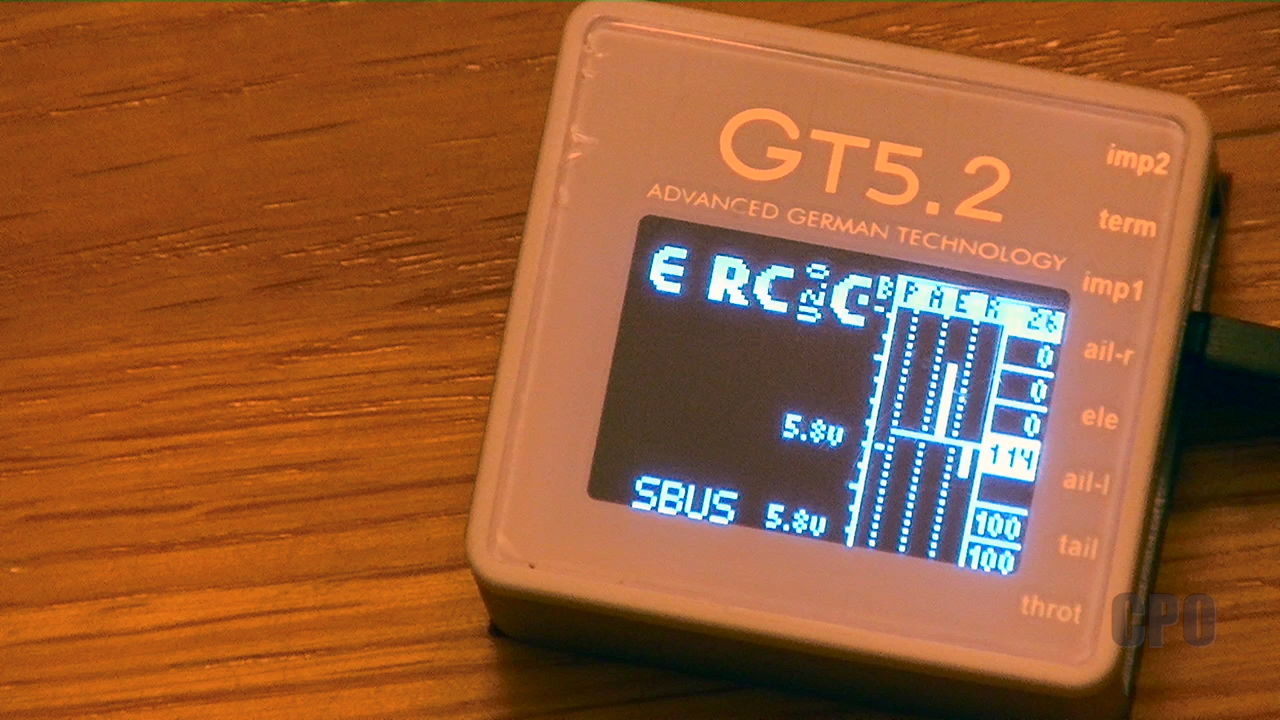 GT5.2
ADVANCED GERMAN TECHNOLOGY
imp2
term
imp1
ail-r
ele
ail-l
tail
throt
E RC
P A E R 26
0
0
0
114
100
100
5.8V
SBUS 5.8V
CPO